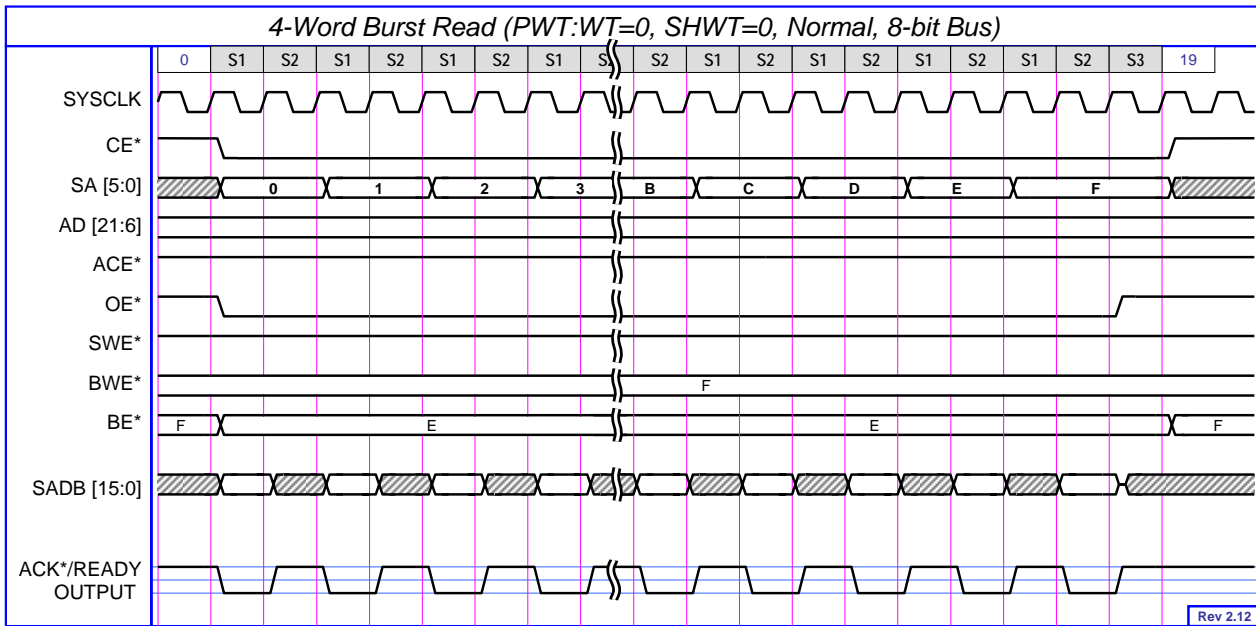 4-Word Burst Read (PWT:WT=0, SHWT=0, Normal, 8-bit Bus)
0 S1 S2 S1 S2 S1 S2 S1 S2 S2 S1 S2 S1 S2 S1 S2 S1 S2 S3 19
SYSCLK
CE*
SA [5:0] 0 1 2 3 B C D E F
AD [21:6]
ACE*
OE*
SWE*
BWE* F
BE* F E E F
SADB [15:0]
ACK*/READY
OUTPUT
Rev 2.12